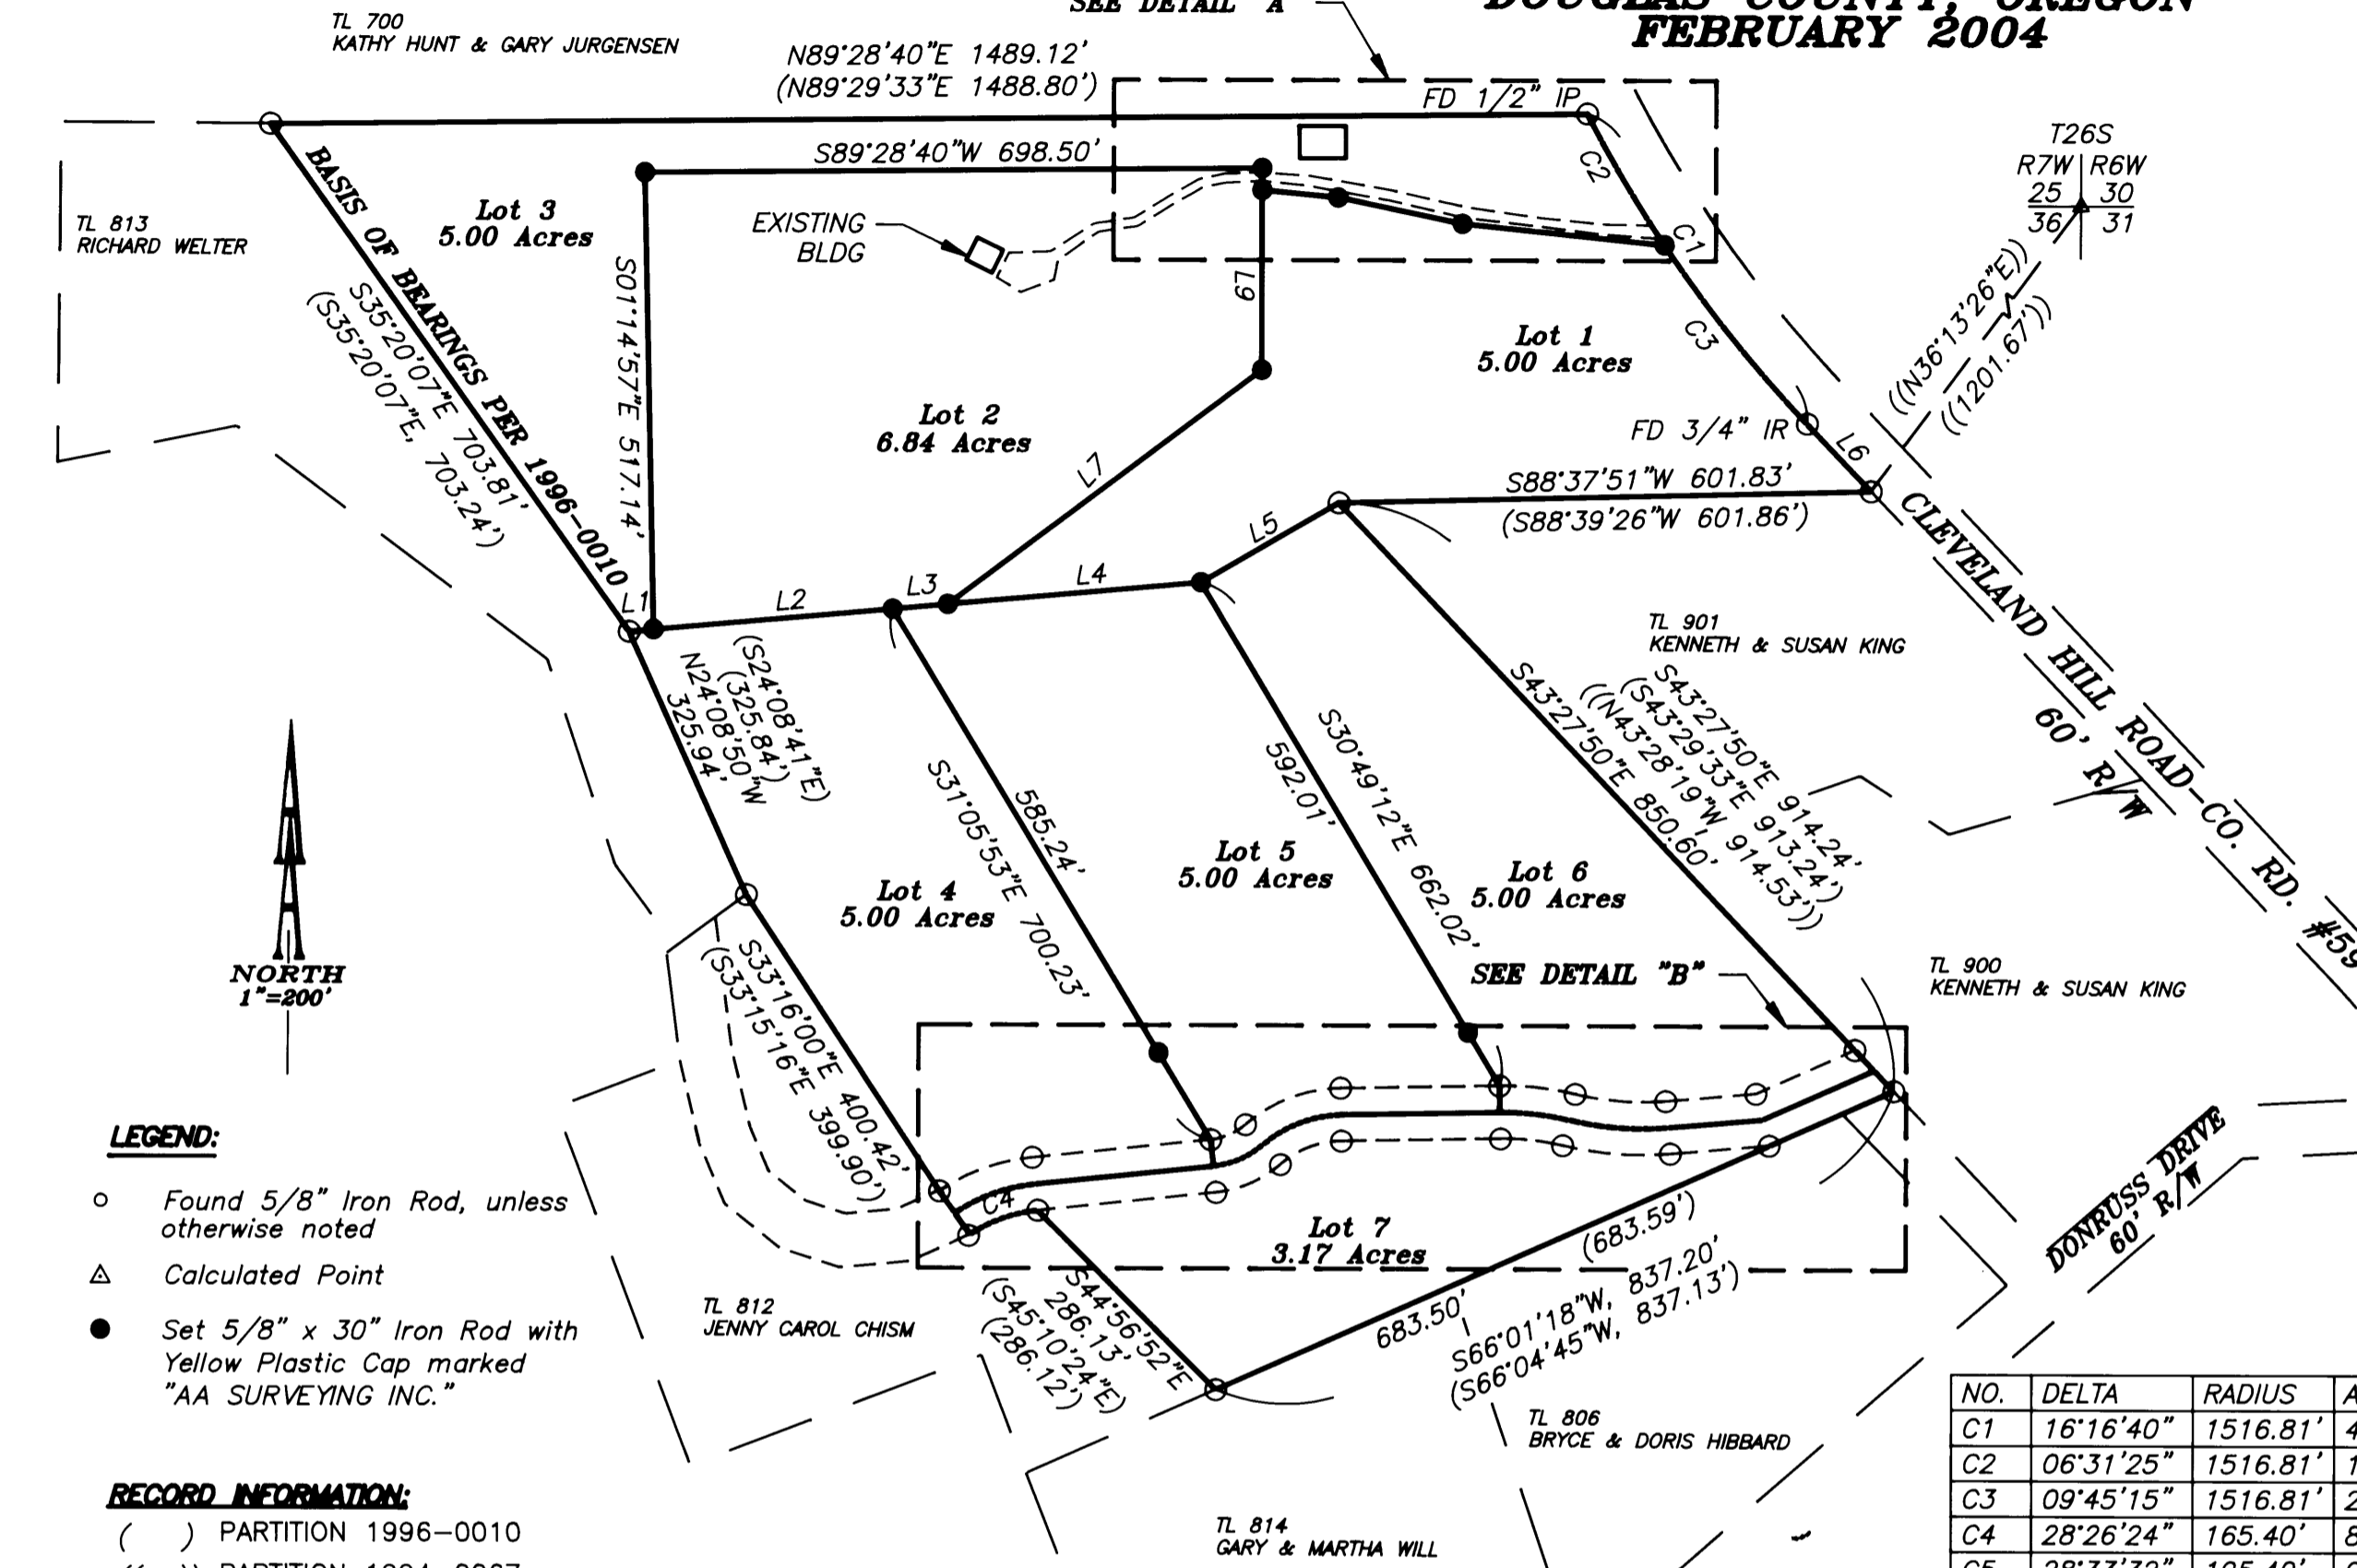 SEE DETAIL "A"
DOUGLAS COUNTY, OREGON
FEBRUARY 2004
TL 700
KATHY HUNT & GARY JURGENSEN
N89°28'40"E 1489.12'
(N89°29'33"E 1488.80')
FD 1/2" IP
C2
S89°28'40"W 698.50'
T26S
R7W R6W
25 30
36 31
BASIS OF BEARINGS PER 1996-0010
S35°20'07"E 703.81'
(S35°20'07"E, 703.24')
TL 813
RICHARD WELTER
Lot 3
5.00 Acres
EXISTING
BLDG
C1
L9
S01°14'57"E 517.14'
C3
((N36°13'26"E))
((1201.67'))
Lot 1
5.00 Acres
Lot 2
6.84 Acres
FD 3/4" IR
L6
L7
S88°37'51"W 601.83'
(S88°39'26"W 601.86')
L5
CLEVELAND HILL ROAD-CO. RD. #59
60' R/W
L1
L2
L3
L4
TL 901
KENNETH & SUSAN KING
(S24°08'41"E)
(325.84')
N24°08'50"W
325.94'
S43°27'50"E 914.24'
(S43°29'33"E 913.24')
((N43°28'19"W, 914.53'))
S43°27'50"E 850.60'
585.24'
S31°05'53"E 700.23'
592.01'
S30°49'12"E 662.02'
Lot 5
5.00 Acres
Lot 6
5.00 Acres
Lot 4
5.00 Acres
NORTH
1"=200'
SEE DETAIL "B"
TL 900
KENNETH & SUSAN KING
S33°16'00"E 400.42'
(S33°15'16"E 399.90')
LEGEND:
Found 5/8" Iron Rod, unless
otherwise noted
Calculated Point
Set 5/8" x 30" Iron Rod with
Yellow Plastic Cap marked
"AA SURVEYING INC."
C4
Lot 7
3.17 Acres
DONRUSS DRIVE
60' R/W
(683.59')
683.50'
S66°01'18"W, 837.20'
(S66°04'45"W, 837.13')
S44°56'52"E
286.13'
(S45°10'24"E)
(286.12')
TL 812
JENNY CAROL CHISM
TL 806
BRYCE & DORIS HIBBARD
TL 814
GARY & MARTHA WILL
RECORD INFORMATION:
( ) PARTITION 1996-0010
NO. DELTA RADIUS
C1 16°16'40" 1516.81'
C2 06°31'25" 1516.81'
C3 09°45'15" 1516.81'
C4 28°26'24" 165.40'